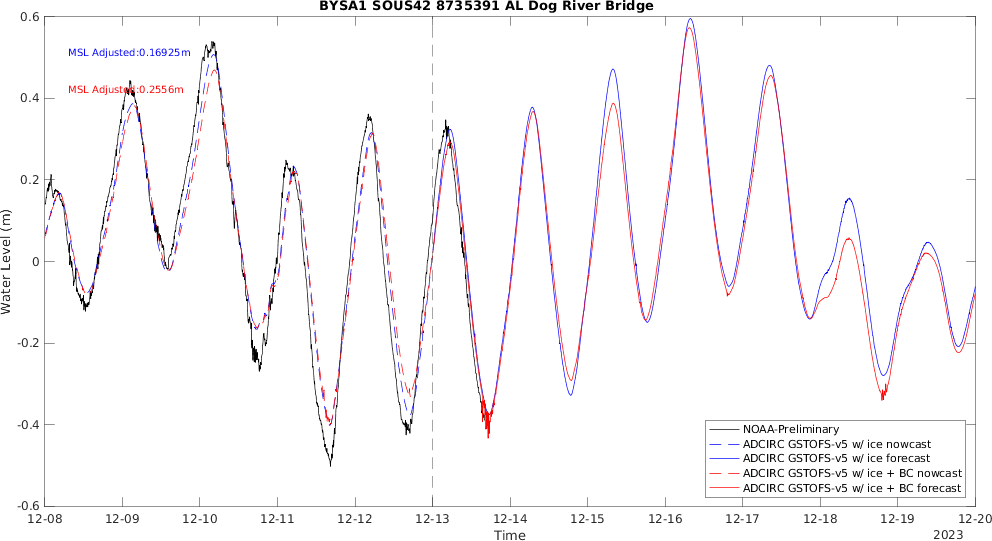 BYSA1 SOUS42 8735391 AL Dog River Bridge
0.6
MSL Adjusted:0.16925m
MSL Adjusted:0.2556m
0.4
0.2
0
-0.2
-0.4
-0.6
Water Level (m)
NOAA-Preliminary
ADCIRC GSTOFS-v5 w/ ice nowcast
ADCIRC GSTOFS-v5 w/ ice forecast
ADCIRC GSTOFS-v5 w/ ice + BC nowcast
ADCIRC GSTOFS-v5 w/ ice + BC forecast
12-08 12-09 12-10 12-11 12-12 12-13 12-14 12-15 12-16 12-17 12-18 12-19 12-20
Time
2023